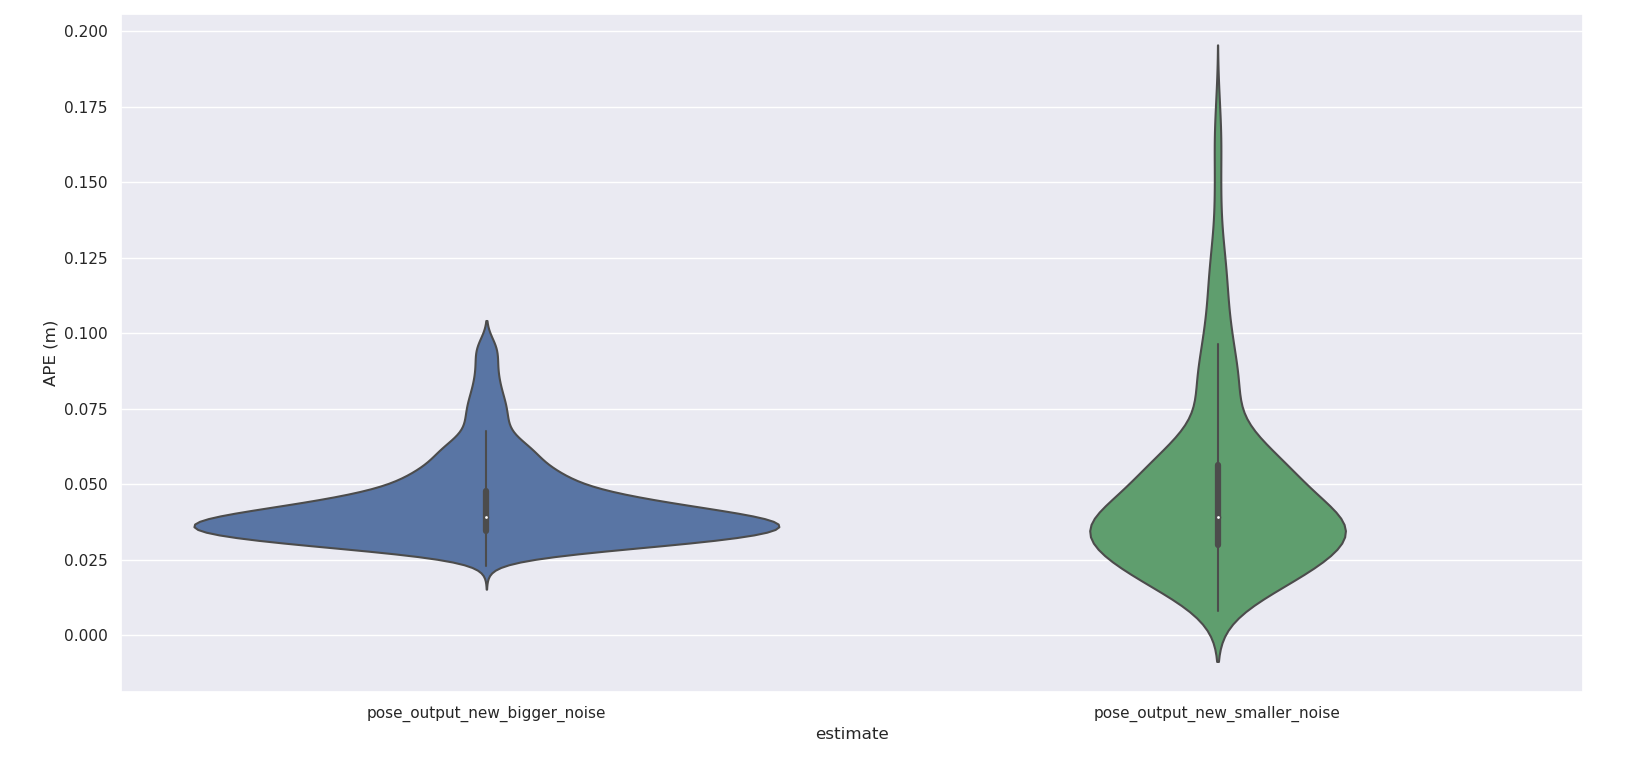 0.200
0.175
0.150
0.125
0.100
0.075
0.050
0.025
0.000
APE (m)
pose_output_new_bigger_noise
pose_output_new_smaller_noise
estimate